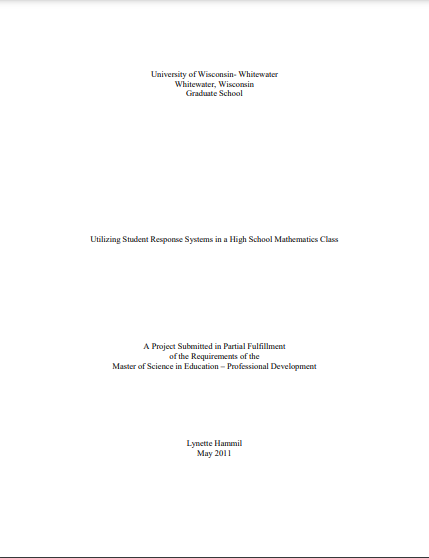 University of Wisconsin- Whitewater
Whitewater, Wisconsin
Graduate School
Utilizing Student Response Systems in a High School Mathematics Class
A Project Submitted in Partial Fulfillment
of the Requirements of the
Master of Science in Education – Professional Development
Lynette Hammil
May 2011